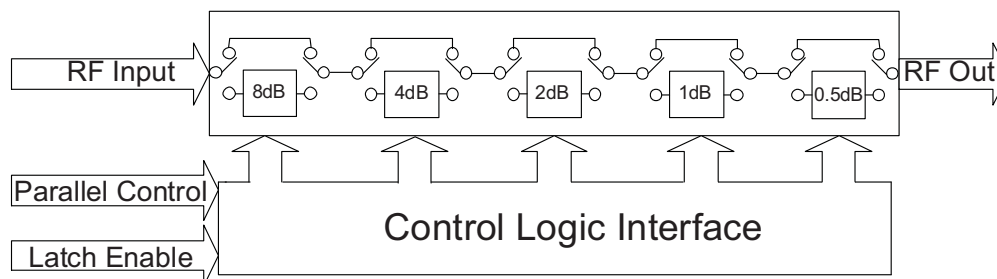 RF Input
8dB
4dB
2dB
1dB
0.5dB
RF Out
Parallel Control
Latch Enable
Control Logic Interface